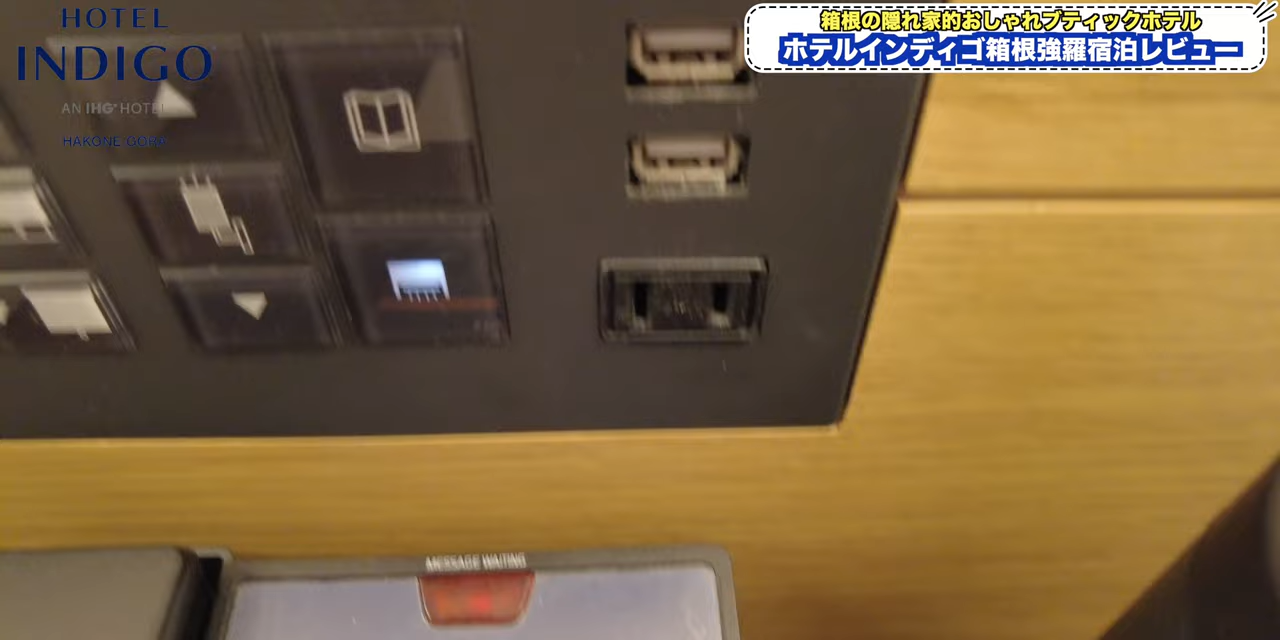 HOTEL
INDIGO
AN IHG® HOTEL
HAKONE GORA
箱根の隠れ家的おしゃれブティックホテル
ホテルインディゴ箱根強羅宿泊レビュー
MESSAGE WAITING